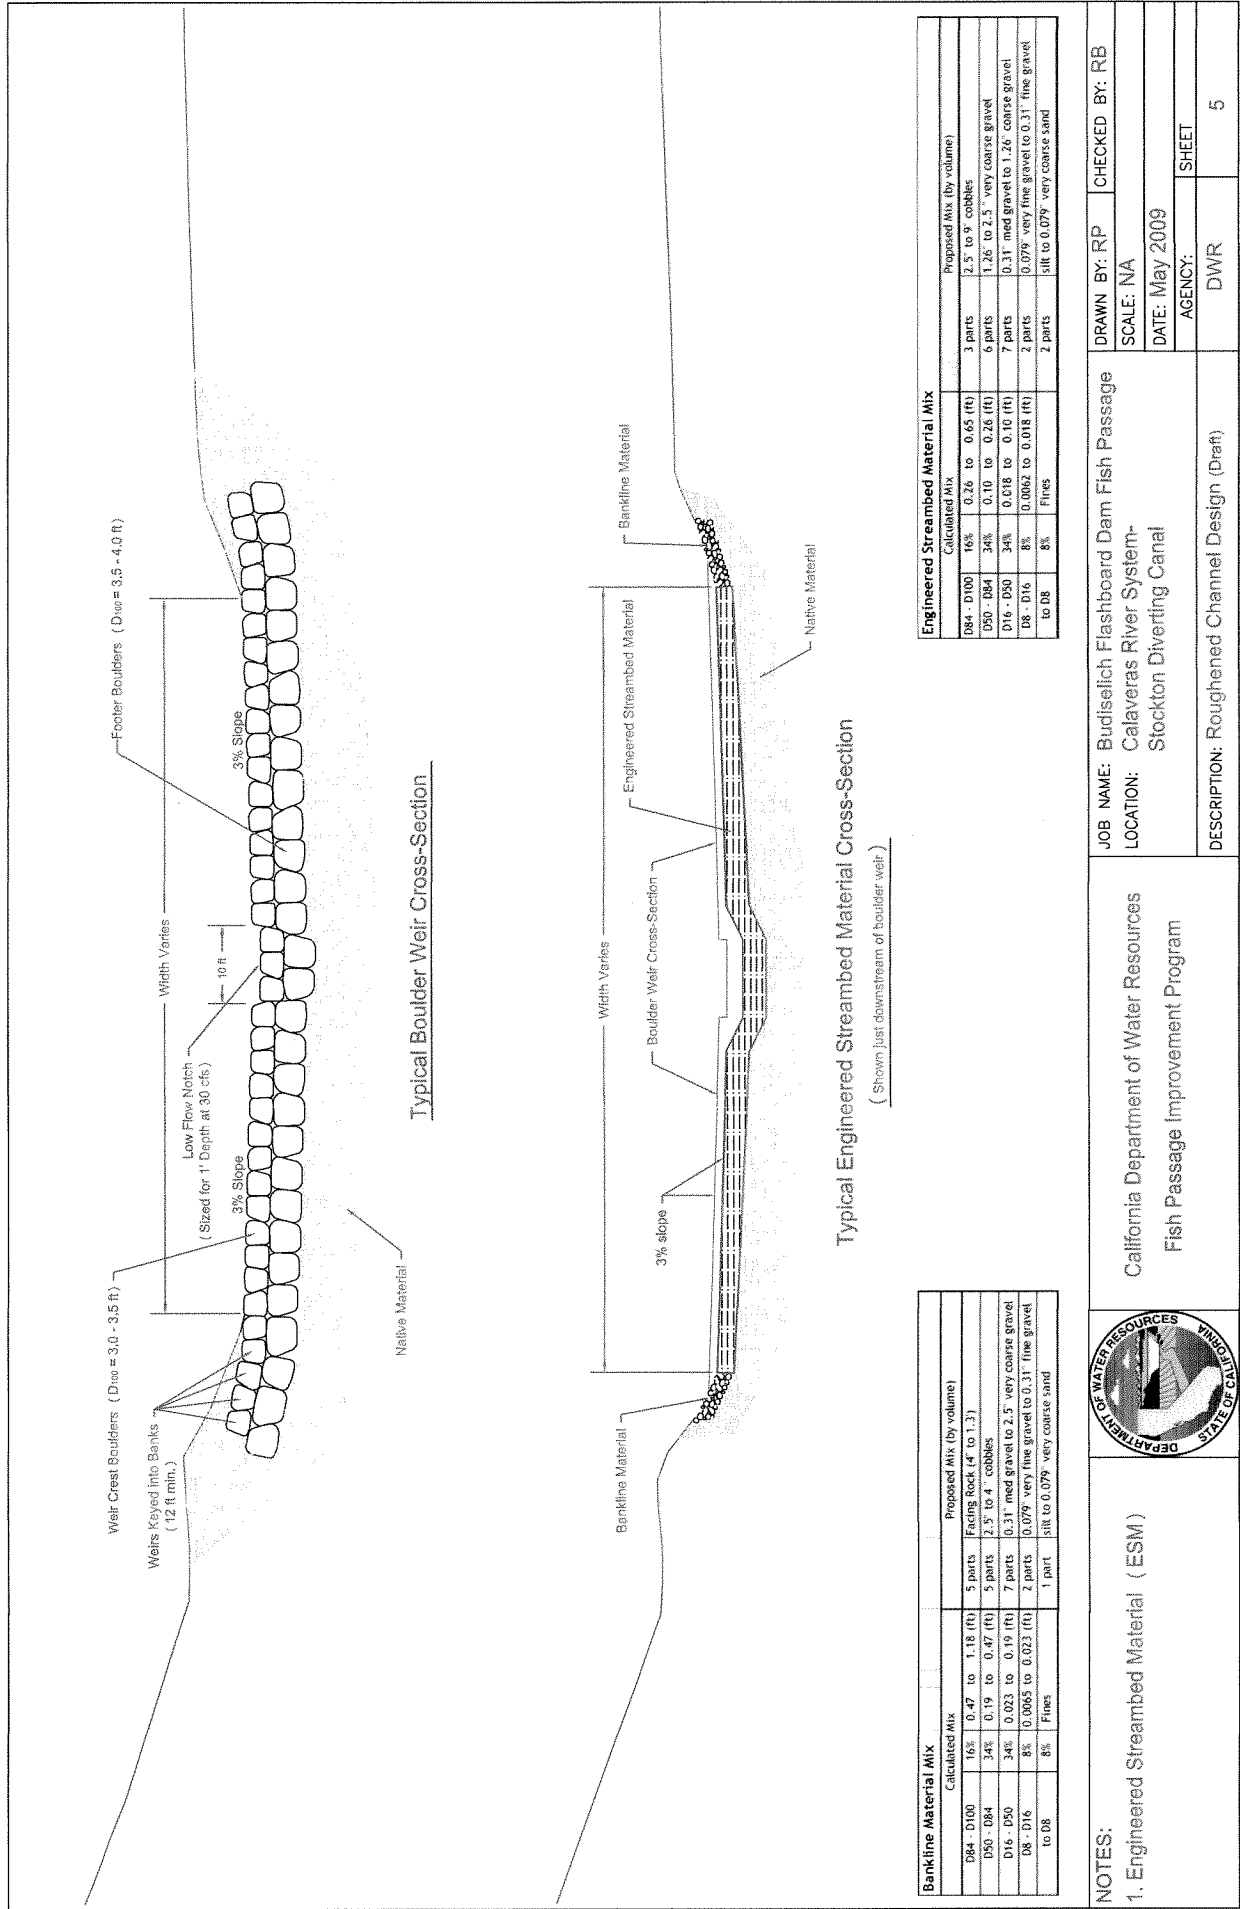 Weir Crest Boulders ( D100 = 3.0 - 3.5 ft )
Footer Boulders ( D100 = 3.5 - 4.0 ft )
Weirs Keyed into Banks
( 12 ft min. )
Width Varies
Low Flow Notch
( Sized for 1' Depth at 30 cfs )
10 ft
3% Slope
3% Slope
Native Material
Typical Boulder Weir Cross-Section
Width Varies
Bankline Material
Boulder Weir Cross-Section
Engineered Streambed Material
Bankline Material
3% slope
Native Material
Typical Engineered Streambed Material Cross-Section
( Shown just downstream of boulder weir )
Bankline Material Mix
Calculated Mix Proposed Mix (by volume)
D84 - D100 16% 0.47 to 1.18 (ft) 5 parts Facing Rock (4" to 1.3')
D50 - D84 34% 0.19 to 0.47 (ft) 5 parts 2.5" to 4" cobbles
D16 - D50 34% 0.023 to 0.19 (ft) 7 parts 0.31" med gravel to 2.5" very coarse gravel
D8 - D16 8% 0.0065 to 0.023 (ft) 2 parts 0.079" very fine gravel to 0.31" fine gravel
to D8 8% Fines 1 part silt to 0.079" very coarse sand
Engineered Streambed Material Mix
Calculated Mix Proposed Mix (by volume)
D84 - D100 16% 0.26 to 0.65 (ft) 3 parts 2.5" to 9" cobbles
D50 - D84 34% 0.10 to 0.26 (ft) 6 parts 1.26" to 2.5" very coarse gravel
D16 - D50 34% 0.018 to 0.10 (ft) 7 parts 0.31" med gravel to 1.26" coarse gravel
D8 - D16 8% 0.0062 to 0.018 (ft) 2 parts 0.079" very fine gravel to 0.31" fine gravel
to D8 8% Fines 2 parts silt to 0.079" very coarse sand
NOTES:
1. Engineered Streambed Material ( ESM )
DEPARTMENT OF WATER RESOURCES
STATE OF CALIFORNIA
California Department of Water Resources
Fish Passage Improvement Program
JOB NAME: Budiselich Flashboard Dam Fish Passage
LOCATION: Calaveras River System-
Stockton Diverting Canal
DESCRIPTION: Roughened Channel Design (Draft)
DRAWN BY: RP
CHECKED BY: RB
SCALE: NA
DATE: May 2009
AGENCY:
DWR
SHEET
5